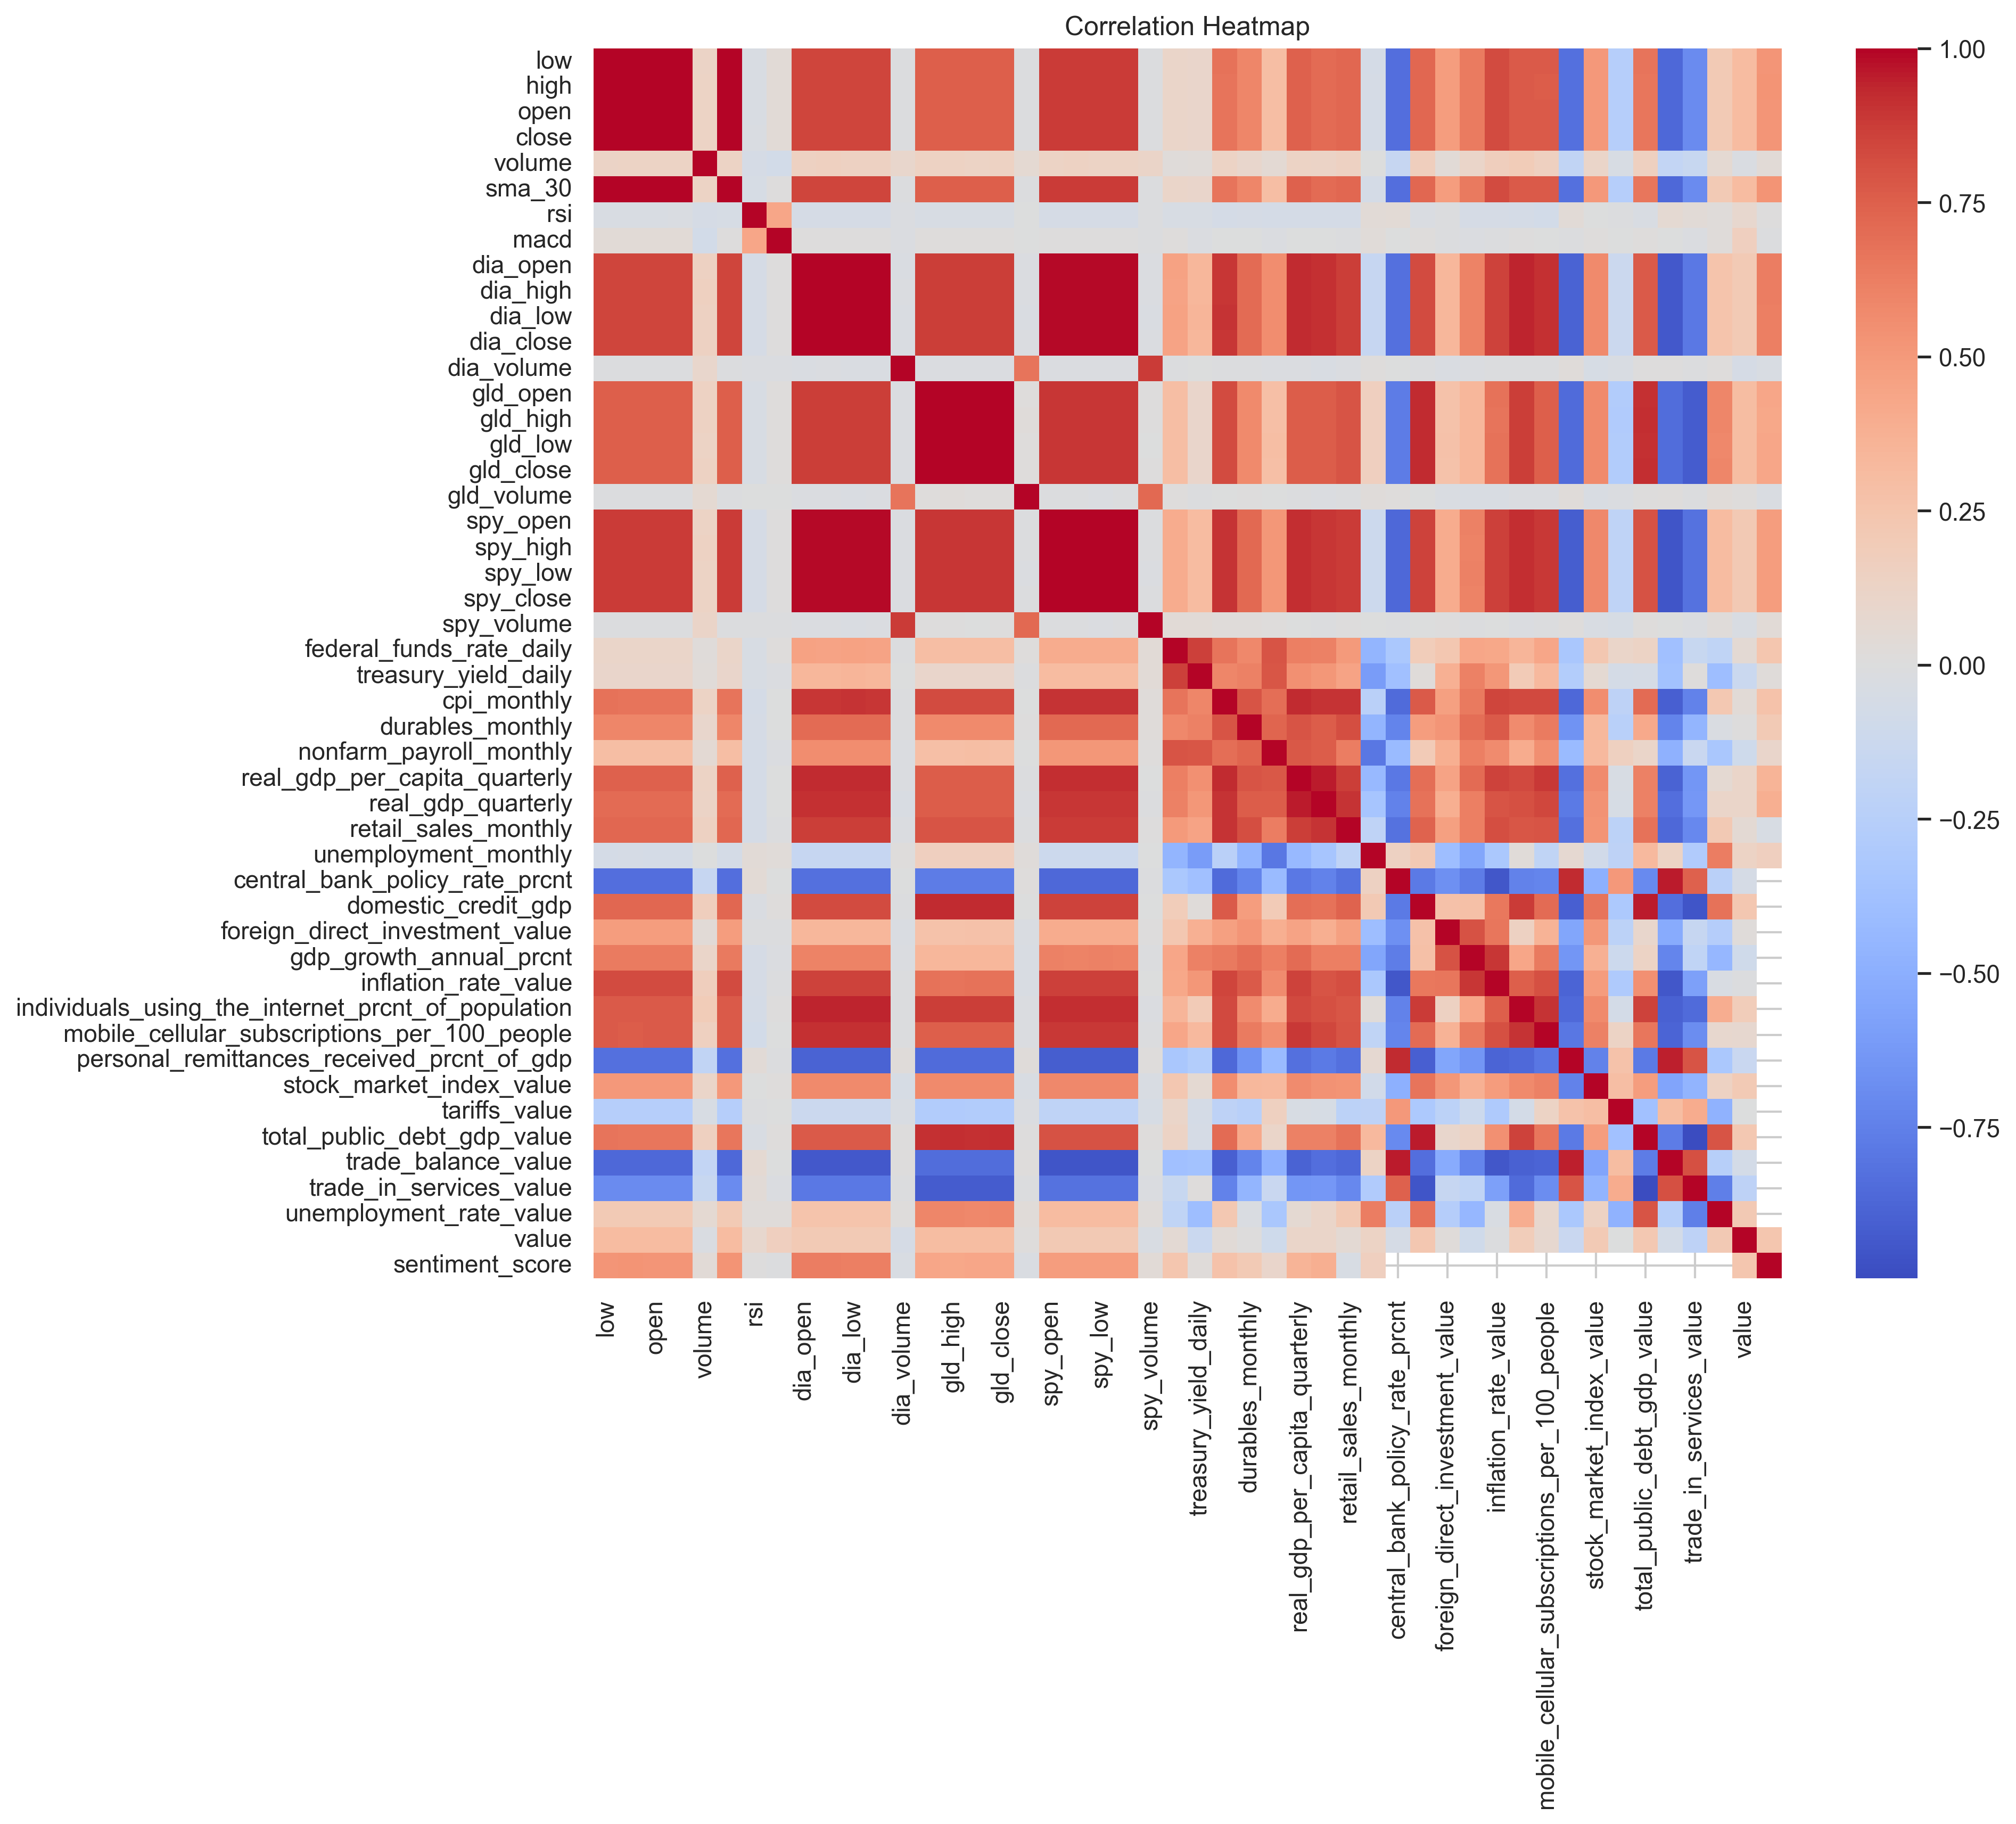 Correlation Heatmap
low
high
open
close
volume
sma_30
rsi
macd
dia_open
dia_high
dia_low
dia_close
dia_volume
gld_open
gld_high
gld_low
gld_close
gld_volume
spy_open
spy_high
spy_low
spy_close
spy_volume
federal_funds_rate_daily
treasury_yield_daily
cpi_monthly
durables_monthly
nonfarm_payroll_monthly
real_gdp_per_capita_quarterly
real_gdp_quarterly
retail_sales_monthly
unemployment_monthly
central_bank_policy_rate_prcnt
domestic_credit_gdp
foreign_direct_investment_value
gdp_growth_annual_prcnt
inflation_rate_value
individuals_using_the_internet_prcnt_of_population
mobile_cellular_subscriptions_per_100_people
personal_remittances_received_prcnt_of_gdp
stock_market_index_value
tariffs_value
total_public_debt_gdp_value
trade_balance_value
trade_in_services_value
unemployment_rate_value
value
sentiment_score
low
open
volume
rsi
dia_open
dia_low
dia_volume
gld_high
gld_close
spy_open
spy_low
spy_volume
treasury_yield_daily
durables_monthly
real_gdp_per_capita_quarterly
retail_sales_monthly
central_bank_policy_rate_prcnt
foreign_direct_investment_value
inflation_rate_value
mobile_cellular_subscriptions_per_100_people
stock_market_index_value
total_public_debt_gdp_value
trade_in_services_value
value
1.00
0.75
0.50
0.25
0.00
−0.25
−0.50
−0.75